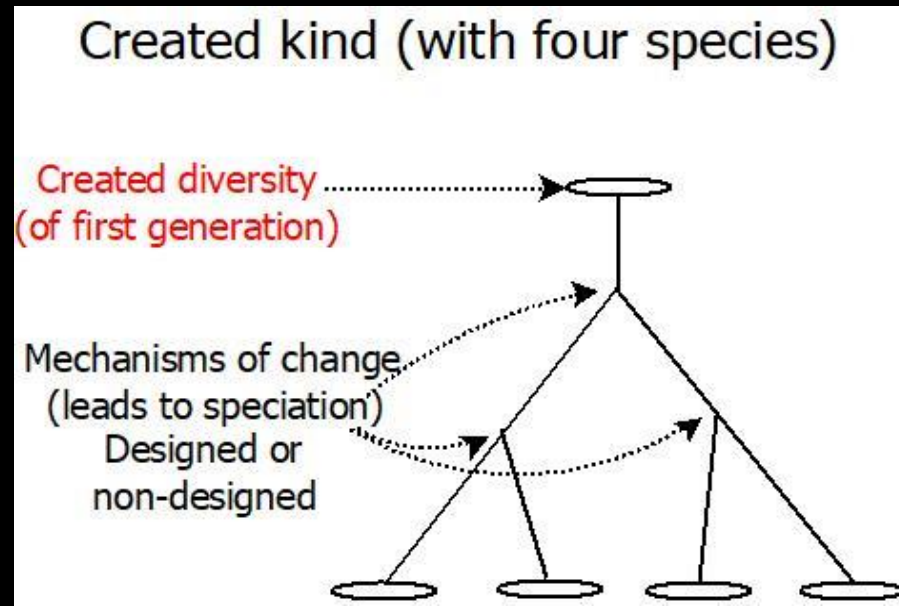 Created kind (with four species)
Created diversity
(of first generation)
Mechanisms of change
(leads to speciation)
Designed or
non-designed